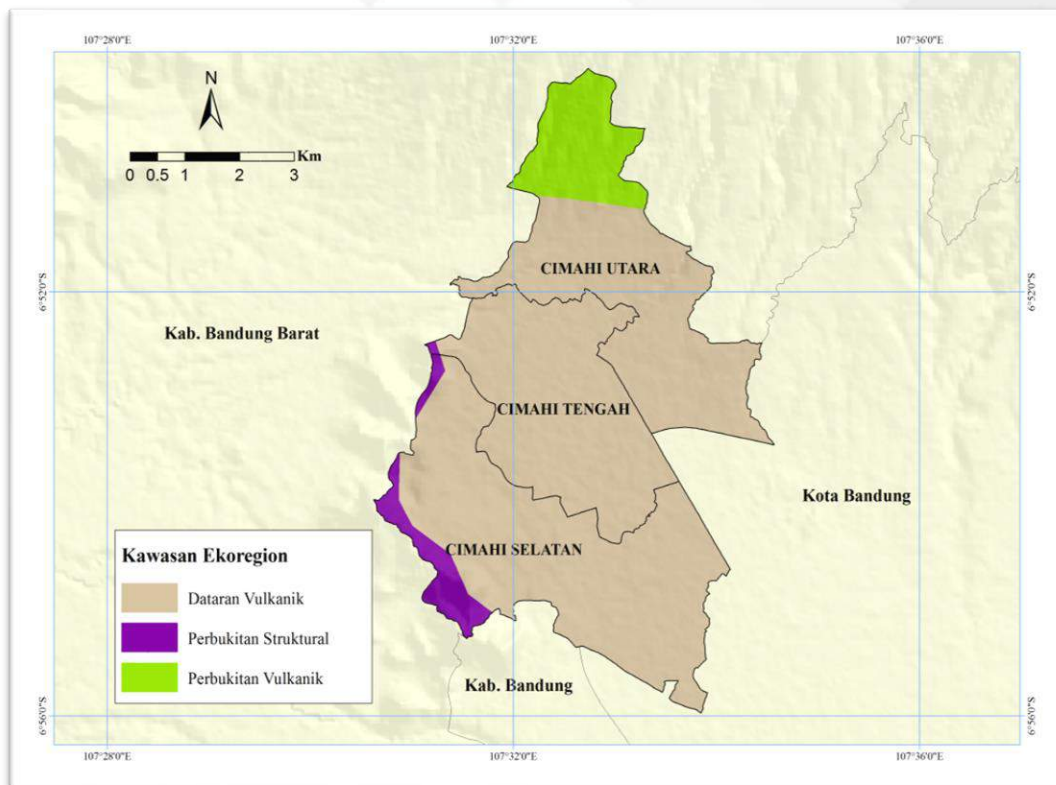 107°28'0"E
107°32'0"E
107°36'0"E
N
Km
0 0.5 1 2 3
CIMAHI UTARA
6°52'0"S
6°52'0"S
Kab. Bandung Barat
CIMAHI TENGAH
Kota Bandung
CIMAHI SELATAN
Kawasan Ekoregion
Dataran Vulkanik
Perbukitan Struktural
Perbukitan Vulkanik
Kab. Bandung
6°56'0"S
6°56'0"S
107°28'0"E
107°32'0"E
107°36'0"E